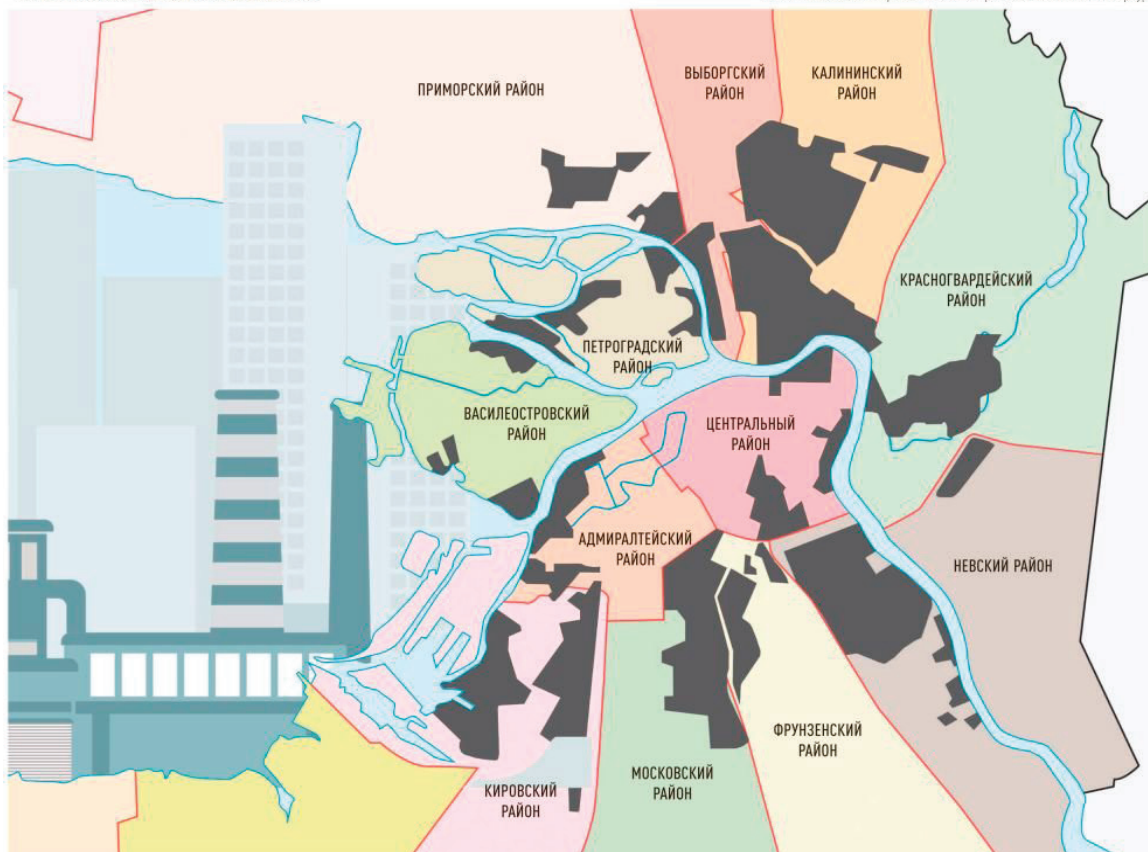 ПРИМОРСКИЙ РАЙОН
ВЫБОРГСКИЙ
РАЙОН
КАЛИНИНСКИЙ
РАЙОН
КРАСНОГВАРДЕЙСКИЙ
РАЙОН
ПЕТРОГРАДСКИЙ
РАЙОН
ВАСИЛЕОСТРОВСКИЙ
РАЙОН
ЦЕНТРАЛЬНЫЙ
РАЙОН
АДМИРАЛТЕЙСКИЙ
РАЙОН
НЕВСКИЙ РАЙОН
ФРУНЗЕНСКИЙ
РАЙОН
МОСКОВСКИЙ
РАЙОН
КИРОВСКИЙ
РАЙОН